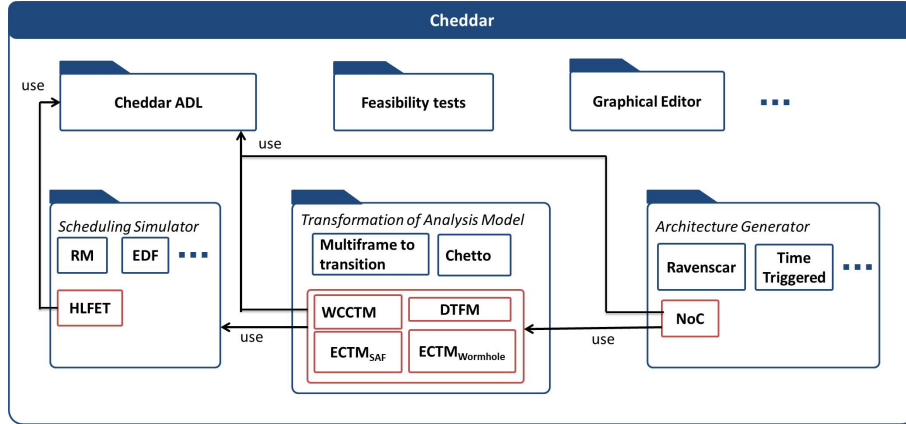 Cheddar
use
Cheddar ADL
Feasibility tests
Graphical Editor
...
use
Scheduling Simulator
RM
EDF
...
HLFET
Transformation of Analysis Model
Multiframe to
transition
Chetto
WCCTM
DTFM
ECTMSAF
ECTMWormhole
use
Architecture Generator
Ravenscar
Time
Triggered
...
NoC
use